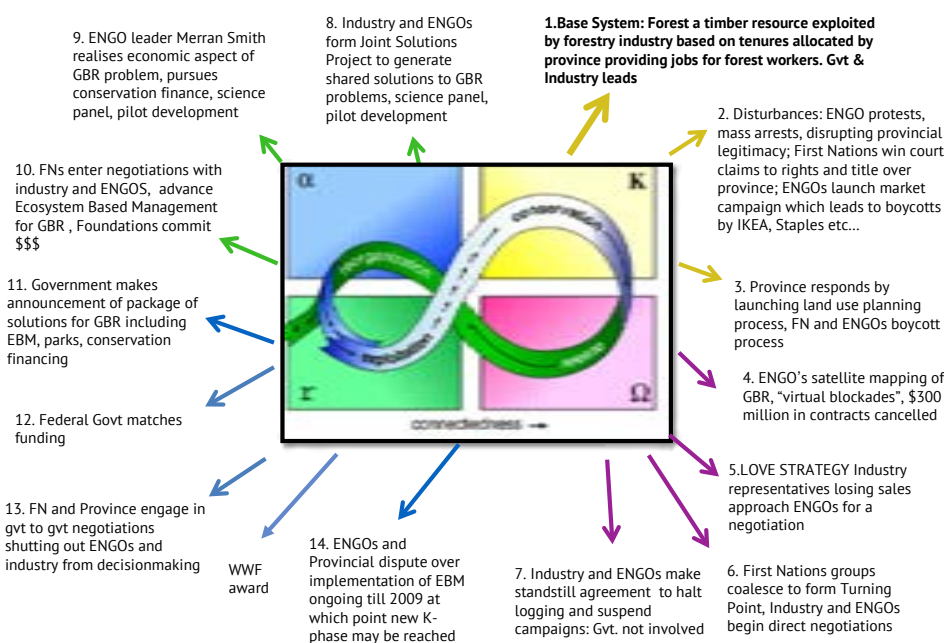 1.Base System: Forest a timber resource exploited
by forestry industry based on tenures allocated by
province providing jobs for forest workers. Gvt &
Industry leads
2. Disturbances: ENGO protests,
mass arrests, disrupting provincial
legitimacy; First Nations win court
claims to rights and title over
province; ENGOs launch market
campaign which leads to boycotts
by IKEA, Staples etc...
3. Province responds by
launching land use planning
process, FN and ENGOs boycott
process
4. ENGO’s satellite mapping of
GBR, “virtual blockades”, $300
million in contracts cancelled
5.LOVE STRATEGY Industry
representatives losing sales
approach ENGOs for a
negotiation
6. First Nations groups
coalesce to form Turning
Point, Industry and ENGOs
begin direct negotiations
7. Industry and ENGOs make
standstill agreement to halt
logging and suspend
campaigns: Gvt. not involved
8. Industry and ENGOs
form Joint Solutions
Project to generate
shared solutions to GBR
problems, science panel,
pilot development
9. ENGO leader Merran Smith
realises economic aspect of
GBR problem, pursues
conservation finance, science
panel, pilot development
10. FNs enter negotiations with
industry and ENGOS, advance
Ecosystem Based Management
for GBR , Foundations commit
$$$
11. Government makes
announcement of package of
solutions for GBR including
EBM, parks, conservation
financing
12. Federal Govt matches
funding
13. FN and Province engage in
gvt to gvt negotiations
shutting out ENGOs and
industry from decisionmaking
WWF
award
14. ENGOs and
Provincial dispute over
implementation of EBM
ongoing till 2009 at
which point new K-
phase may be reached
α
K
r
Ω
connectedness